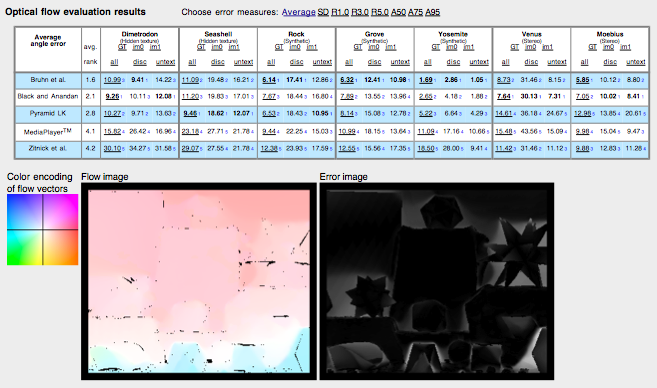 Optical flow evaluation results Choose error measures: Average SD R1.0 R3.0 R5.0 A50 A75 A95
Average angle error avg. rank Dimetrodon (Hidden texture) GT im0 im1 Seashell (Hidden texture) GT im0 im1 Rock (Synthetic) GT im0 im1 Grove (Synthetic) GT im0 im1 Yosemite (Synthetic) GT im0 im1 Venus (Stereo) GT im0 im1 Moebius (Stereo) GT im0 im1
all disc untext all disc untext all disc untext all disc untext all disc untext all disc untext all disc untext
Bruhn et al. 1.6 10.99 3 9.41 1 14.22 3 11.09 2 19.48 2 16.21 2 6.14 1 17.41 1 12.86 2 6.32 1 12.41 1 10.98 1 1.69 1 2.86 1 1.05 1 8.73 2 31.46 2 8.15 2 5.85 1 10.12 2 8.80 2
Black and Anandan 2.1 9.26 1 10.11 3 12.08 1 11.20 3 19.83 3 17.01 3 7.67 3 18.44 3 16.80 4 7.89 2 13.55 2 13.96 4 2.65 2 4.18 2 1.88 2 7.64 1 30.13 1 7.31 1 7.05 2 10.02 1 8.41 1
Pyramid LK 2.8 10.27 2 9.71 2 13.63 2 9.46 1 18.62 1 12.07 1 6.53 2 18.43 2 10.95 1 8.14 3 15.08 3 12.78 2 5.22 3 6.64 3 4.29 3 14.61 4 36.18 4 24.67 5 12.98 5 13.85 4 20.61 5
MediaPlayerTM 4.1 15.82 4 26.42 4 16.96 4 23.18 4 27.71 5 21.78 4 9.44 4 22.25 4 15.03 3 10.99 4 18.15 5 13.64 3 11.09 4 17.16 4 10.66 5 15.48 5 43.56 5 15.09 4 9.98 4 15.04 5 9.47 3
Zitnick et al. 4.2 30.10 5 34.27 5 31.58 5 29.07 5 27.55 4 21.78 4 12.38 5 23.93 5 17.59 5 12.55 5 15.56 4 17.35 5 18.50 5 28.00 5 9.41 4 11.42 3 31.46 2 11.12 3 9.88 3 12.83 3 11.28 4
Color encoding
of flow vectors
Flow image
Error image